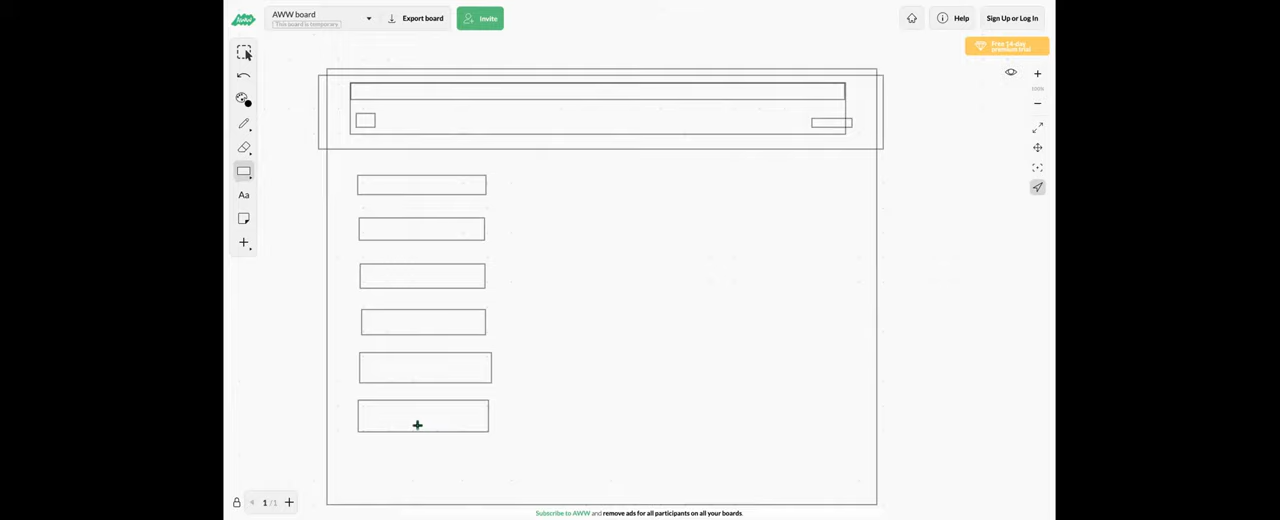 AWW board
This board is temporary
Export board
Invite
Help
Sign Up or Log In
Free 14-day
premium trial
100%
Aa
1 /1
Subscribe to AWW and remove ads for all participants on all your boards.